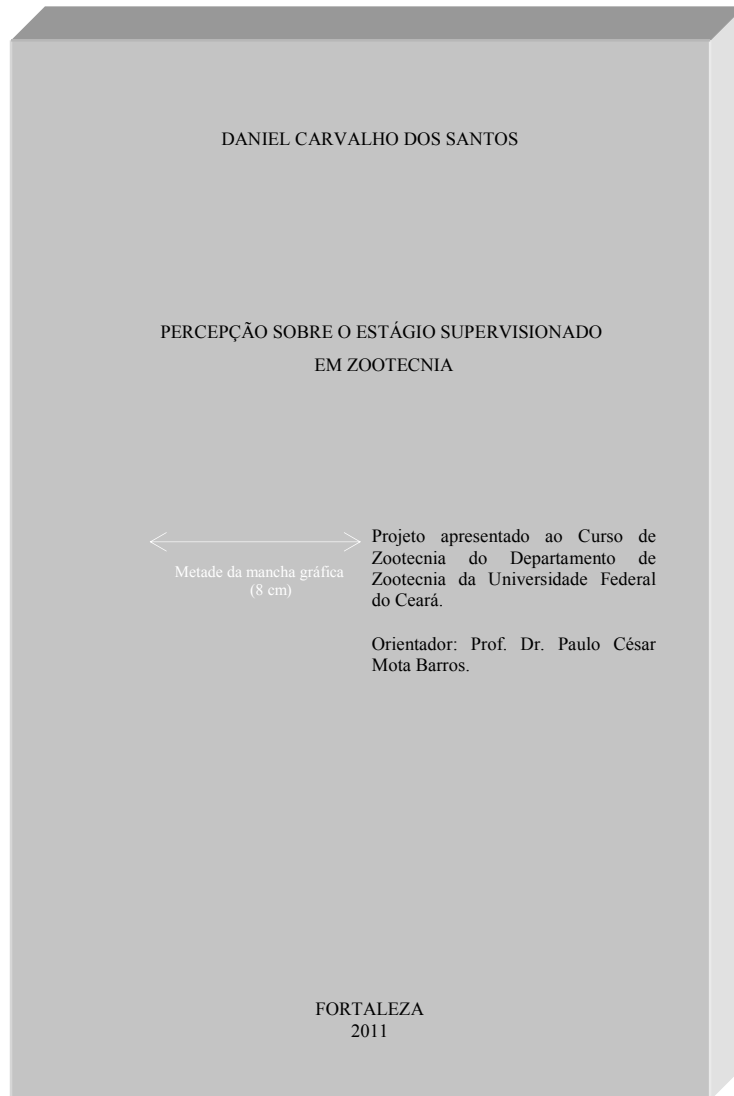 DANIEL CARVALHO DOS SANTOS
PERCEPÇÃO SOBRE O ESTÁGIO SUPERVISIONADO
EM ZOOTECNIA
Metade da mancha gráfica
(8 cm)
Projeto apresentado ao Curso de
Zootecnia do Departamento de
Zootecnia da Universidade Federal
do Ceará.
Orientador: Prof. Dr. Paulo César
Mota Barros.
FORTALEZA
2011